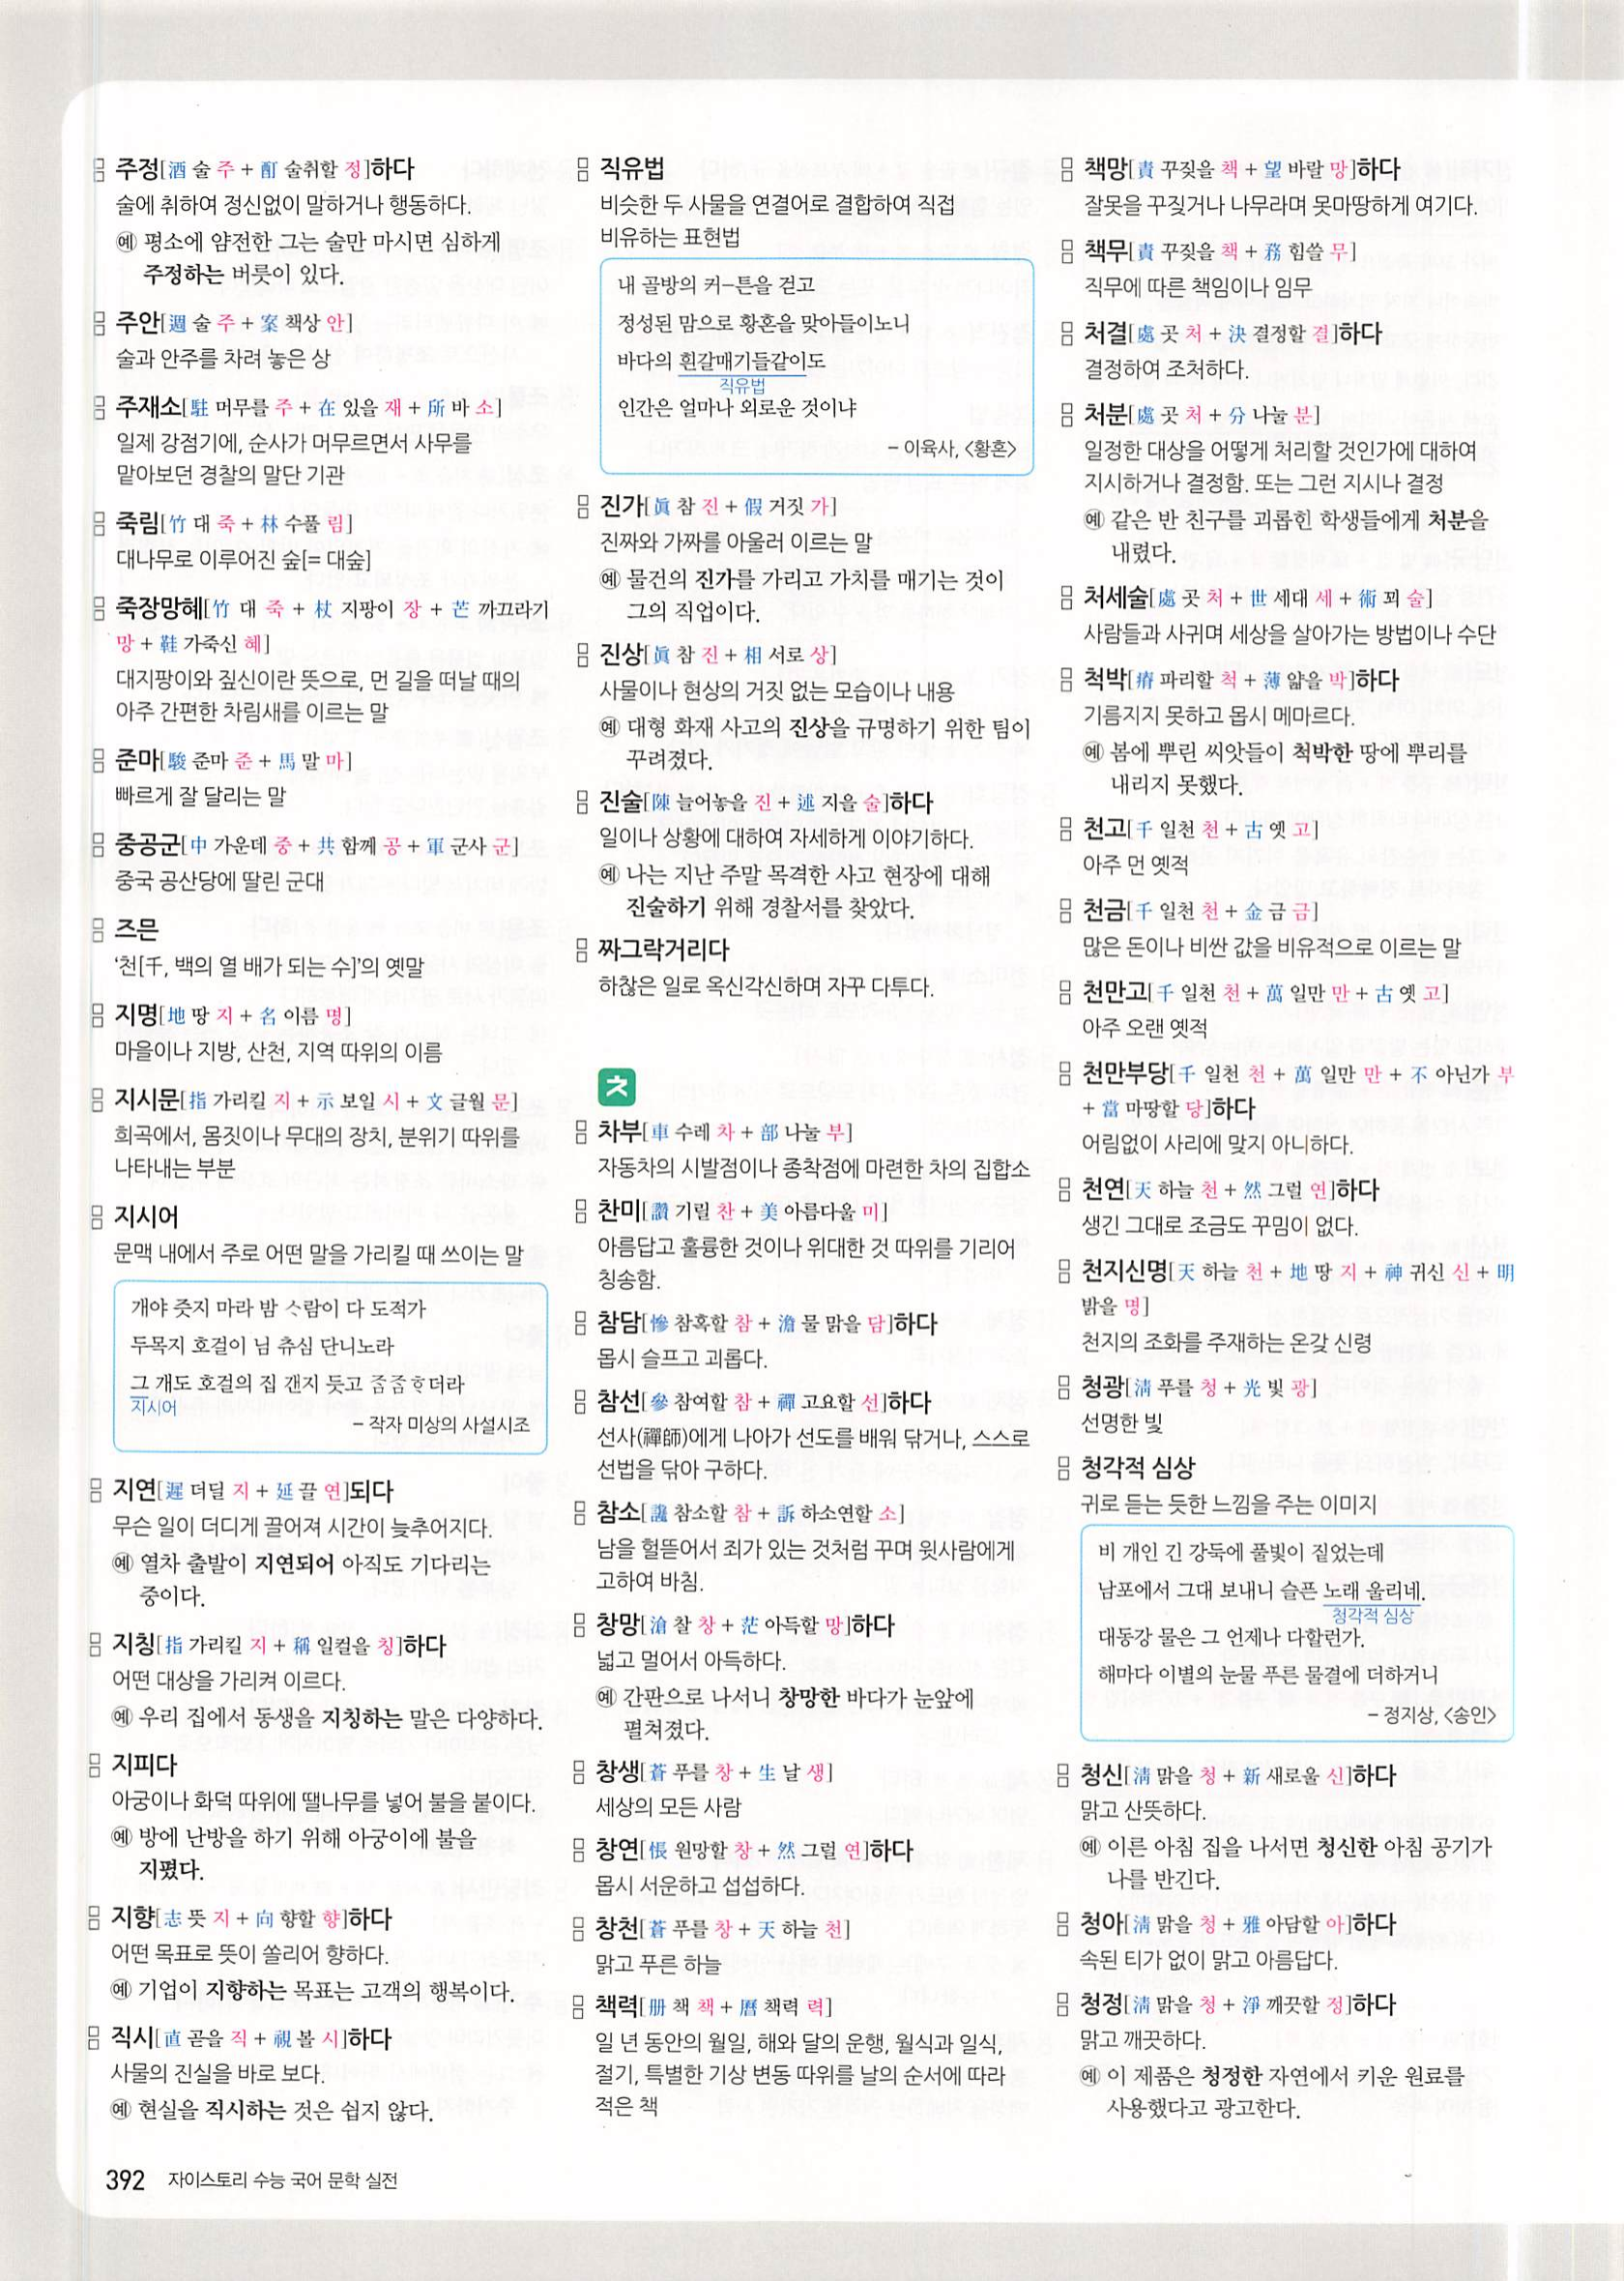 주정[酒 술 주 + 酊 술취할 정]하다
술에 취하여 정신없이 말하거나 행동하다.
예 평소에 얌전한 그는 술만 마시면 심하게
주정하는 버릇이 있다.
주안[週 술 주 + 案 책상 안]
술과 안주를 차려 놓은 상
주재소[駐 머무를 주 + 在 있을 재 + 所 바 소]
일제 강점기에, 순사가 머무르면서 사무를
맡아보던 경찰의 말단 기관
죽림[竹 대 죽 + 林 수풀 림]
대나무로 이루어진 숲[= 대숲]
죽장망혜[竹 대 죽 + 杖 지팡이 장 + 芒 까끄라기
망 + 鞋 가죽신 혜]
대지팡이와 짚신이란 뜻으로, 먼 길을 떠날 때의
아주 간편한 차림새를 이르는 말
준마[駿 준마 준 + 馬 말 마]
빠르게 잘 달리는 말
중공군[中 가운데 중 + 共 함께 공 + 軍 군사 군]
중국 공산당에 딸린 군대
즈믄
‘천[千, 백의 열 배가 되는 수]’의 옛말
지명[地 땅 지 + 名 이름 명]
마을이나 지방, 산천, 지역 따위의 이름
지시문[指 가리킬 지 + 示 보일 시 + 文 글월 문]
희곡에서, 몸짓이나 무대의 장치, 분위기 따위를
나타내는 부분
지시어
문맥 내에서 주로 어떤 말을 가리킬 때 쓰이는 말
개야 즛지 마라 밤 ᄉᆞ람이 다 도적가
두목지 호걸이 님 츄심 단니노라
그 개도 호걸의 집 갠지 듯고 ᄌᆞᆷᄌᆞᆷᄒᆞ더라
지시어
– 작자 미상의 사설시조
지연[遲 더딜 지 + 延 끌 연]되다
무슨 일이 더디게 끌어져 시간이 늦추어지다.
예 열차 출발이 지연되어 아직도 기다리는
중이다.
지칭[指 가리킬 지 + 稱 일컬을 칭]하다
어떤 대상을 가리켜 이르다.
예 우리 집에서 동생을 지칭하는 말은 다양하다.
지피다
아궁이나 화덕 따위에 땔나무를 넣어 불을 붙이다.
예 방에 난방을 하기 위해 아궁이에 불을
지폈다.
지향[志 뜻 지 + 向 향할 향]하다
어떤 목표로 뜻이 쏠리어 향하다.
예 기업이 지향하는 목표는 고객의 행복이다.
직시[直 곧을 직 + 視 볼 시]하다
사물의 진실을 바로 보다.
예 현실을 직시하는 것은 쉽지 않다.
직유법
비슷한 두 사물을 연결어로 결합하여 직접
비유하는 표현법
내 골방의 커–튼을 걷고
정성된 맘으로 황혼을 맞아들이노니
바다의 흰갈매기들같이도
직유법
인간은 얼마나 외로운 것이냐
– 이육사, <황혼>
진가[眞 참 진 + 假 거짓 가]
진짜와 가짜를 아울러 이르는 말
예 물건의 진가를 가리고 가치를 매기는 것이
그의 직업이다.
진상[眞 참 진 + 相 서로 상]
사물이나 현상의 거짓 없는 모습이나 내용
예 대형 화재 사고의 진상을 규명하기 위한 팀이
꾸려졌다.
진술[陳 늘어놓을 진 + 述 지을 술]하다
일이나 상황에 대하여 자세하게 이야기하다.
예 나는 지난 주말 목격한 사고 현장에 대해
진술하기 위해 경찰서를 찾았다.
짜그락거리다
하찮은 일로 옥신각신하며 자꾸 다투다.
ㅊ
차부[車 수레 차 + 部 나눌 부]
자동차의 시발점이나 종착점에 마련한 차의 집합소
찬미[讚 기릴 찬 + 美 아름다울 미]
아름답고 훌륭한 것이나 위대한 것 따위를 기리어
칭송함.
참담[慘 참혹할 참 + 澹 물 맑을 담]하다
몹시 슬프고 괴롭다.
참선[參 참여할 참 + 禪 고요할 선]하다
선사(禪師)에게 나아가 선도를 배워 닦거나, 스스로
선법을 닦아 구하다.
참소[讒 참소할 참 + 訴 하소연할 소]
남을 헐뜯어서 죄가 있는 것처럼 꾸며 윗사람에게
고하여 바침.
창망[滄 찰 창 + 茫 아득할 망]하다
넓고 멀어서 아득하다.
예 간판으로 나서니 창망한 바다가 눈앞에
펼쳐졌다.
창생[蒼 푸를 창 + 生 날 생]
세상의 모든 사람
창연[悵 원망할 창 + 然 그럴 연]하다
몹시 서운하고 섭섭하다.
창천[蒼 푸를 창 + 天 하늘 천]
맑고 푸른 하늘
책력[册 책 책 + 曆 책력 력]
일 년 동안의 월일, 해와 달의 운행, 월식과 일식,
절기, 특별한 기상 변동 따위를 날의 순서에 따라
적은 책
책망[責 꾸짖을 책 + 望 바랄 망]하다
잘못을 꾸짖거나 나무라며 못마땅하게 여기다.
책무[責 꾸짖을 책 + 務 힘쓸 무]
직무에 따른 책임이나 임무
처결[處 곳 처 + 決 결정할 결]하다
결정하여 조처하다.
처분[處 곳 처 + 分 나눌 분]
일정한 대상을 어떻게 처리할 것인가에 대하여
지시하거나 결정함. 또는 그런 지시나 결정
예 같은 반 친구를 괴롭힌 학생들에게 처분을
내렸다.
처세술[處 곳 처 + 世 세대 세 + 術 꾀 술]
사람들과 사귀며 세상을 살아가는 방법이나 수단
척박[瘠 파리할 척 + 薄 얇을 박]하다
기름지지 못하고 몹시 메마르다.
예 봄에 뿌린 씨앗들이 척박한 땅에 뿌리를
내리지 못했다.
천고[千 일천 천 + 古 옛 고]
아주 먼 옛적
천금[千 일천 천 + 金 금 금]
많은 돈이나 비싼 값을 비유적으로 이르는 말
천만고[千 일천 천 + 萬 일만 만 + 古 옛 고]
아주 오랜 옛적
천만부당[千 일천 천 + 萬 일만 만 + 不 아닌가 부
+ 當 마땅할 당]하다
어림없이 사리에 맞지 아니하다.
천연[天 하늘 천 + 然 그럴 연]하다
생긴 그대로 조금도 꾸밈이 없다.
천지신명[天 하늘 천 + 地 땅 지 + 神 귀신 신 + 明
밝을 명]
천지의 조화를 주재하는 온갖 신령
청광[淸 푸를 청 + 光 빛 광]
선명한 빛
청각적 심상
귀로 듣는 듯한 느낌을 주는 이미지
비 개인 긴 강둑에 풀빛이 짙었는데
남포에서 그대 보내니 슬픈 노래 울리네.
청각적 심상
대동강 물은 그 언제나 다할런가.
해마다 이별의 눈물 푸른 물결에 더하거니
– 정지상, <송인>
청신[淸 맑을 청 + 新 새로울 신]하다
맑고 산뜻하다.
예 이른 아침 집을 나서면 청신한 아침 공기가
나를 반긴다.
청아[淸 맑을 청 + 雅 아담할 아]하다
속된 티가 없이 맑고 아름답다.
청정[淸 맑을 청 + 淨 깨끗할 정]하다
맑고 깨끗하다.
예 이 제품은 청정한 자연에서 키운 원료를
사용했다고 광고한다.
392 자이스토리 수능 국어 문학 실전